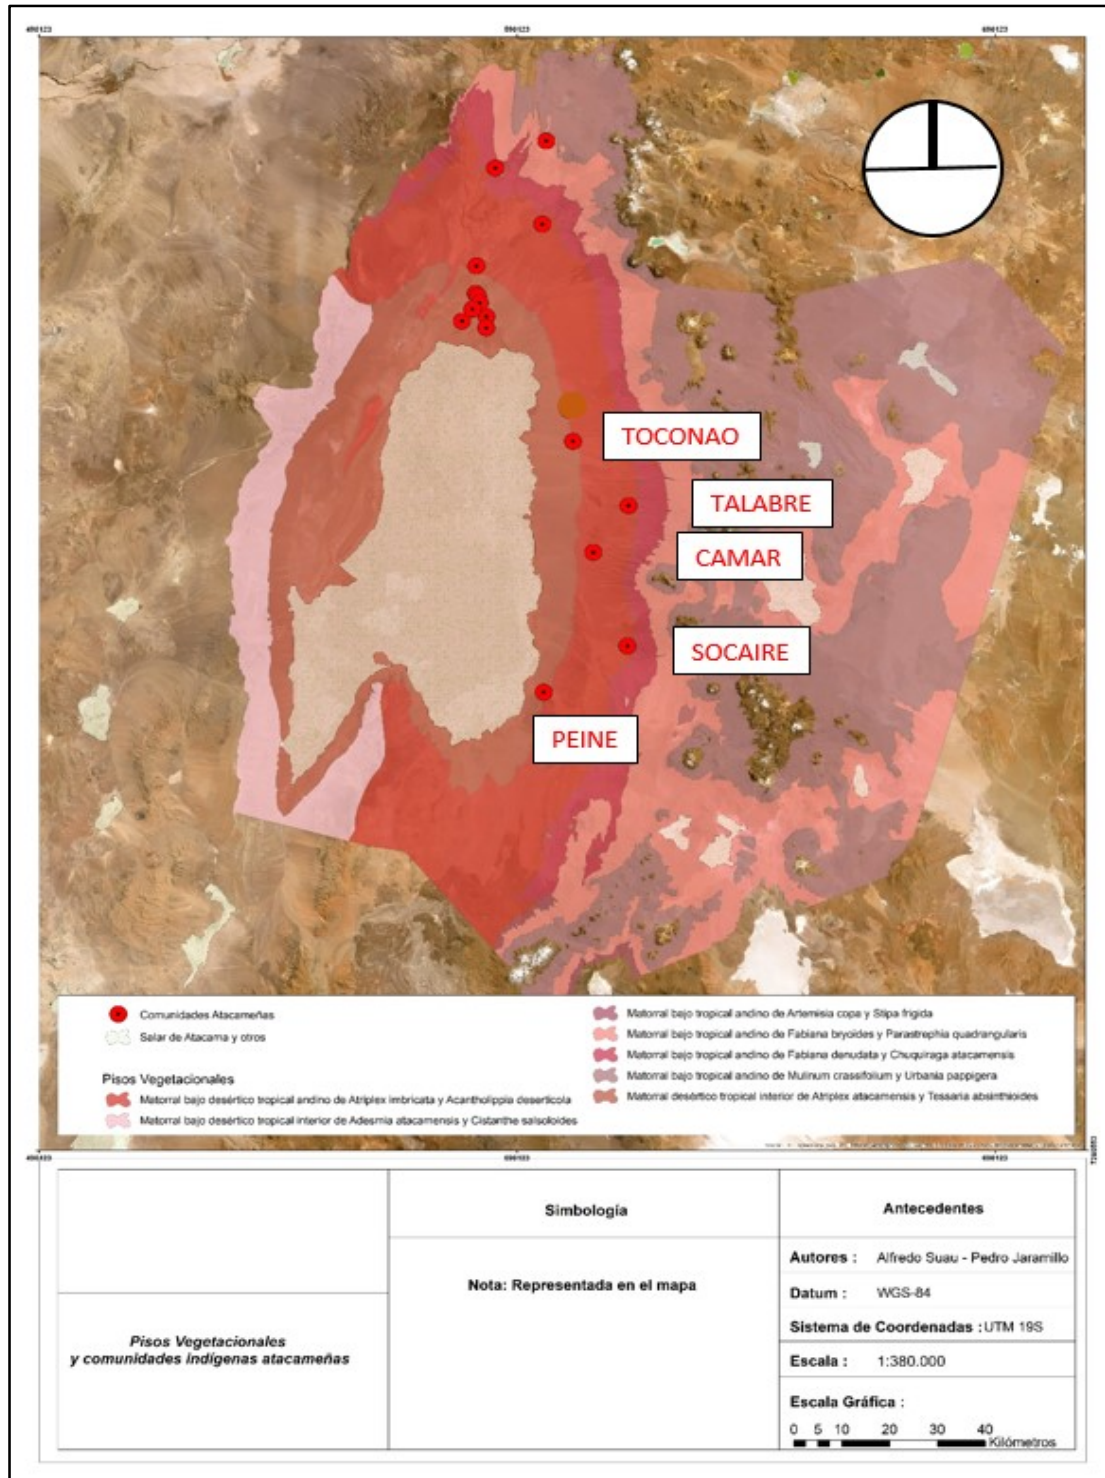 TOCONAO
TALABRE
CAMAR
SOCAIRE
PEINE
Comunidades Atacameñas
Salar de Atacama y otros
Pisos Vegetacionales
Matorral bajo desértico tropical andino de Atriplex imbricata y Acantholippia deserticola
Matorral bajo desértico tropical interior de Adesmia atacamensis y Cistanthe salsoloides
Matorral bajo tropical andino de Artemisia copa y Stipa frigida
Matorral bajo tropical andino de Fabiana bryoides y Parastrephia quadrangularis
Matorral bajo tropical andino de Fabiana denudata y Chuquiraga atacamensis
Matorral bajo tropical andino de Mulinum crassifolium y Urbania pappigera
Matorral desértico tropical interior de Atriplex atacamensis y Tessaria absinthioides
Pisos Vegetacionales
y comunidades indígenas atacameñas
Simbología
Nota: Representada en el mapa
Antecedentes
Autores : Alfredo Suau - Pedro Jaramillo
Datum : WGS-84
Sistema de Coordenadas : UTM 19S
Escala : 1:380.000
Escala Gráfica :
0 5 10 20 30 40
Kilómetros